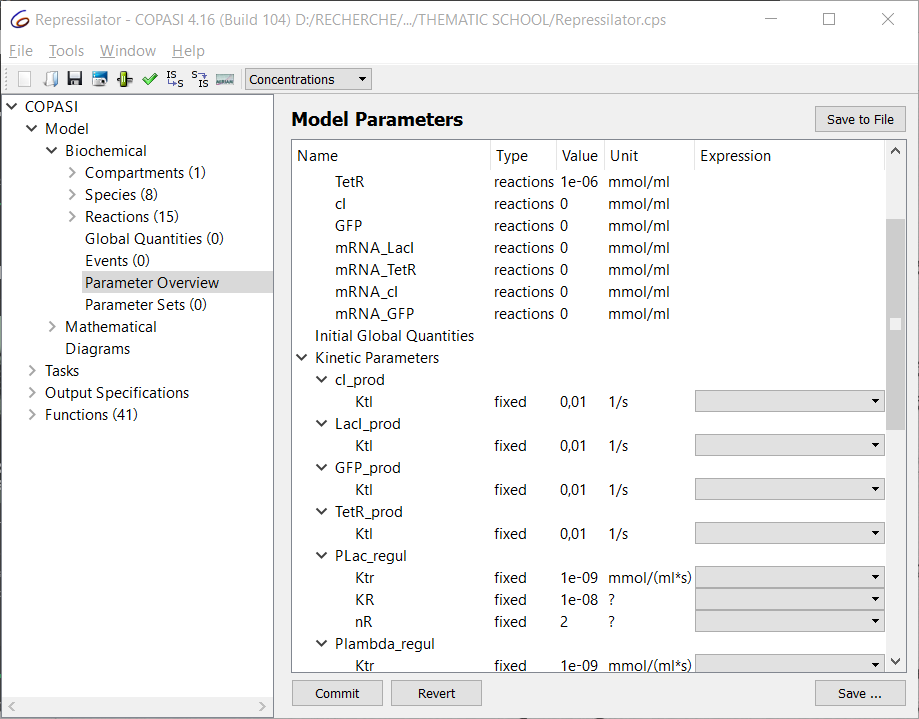 Repressilator - COPASI 4.16 (Build 104) D:/RECHERCHE/.../THEMATIC SCHOOL/Repressilator.cps
File Tools Window Help
IS S S IS MIRIAM Concentrations
COPASI
Model
Biochemical
Compartments (1)
Species (8)
Reactions (15)
Global Quantities (0)
Events (0)
Parameter Overview
Parameter Sets (0)
Mathematical
Diagrams
Tasks
Output Specifications
Functions (41)
Model Parameters Save to File
Name Type Value Unit Expression
TetR reactions 1e-06 mmol/ml
cI reactions 0 mmol/ml
GFP reactions 0 mmol/ml
mRNA_LacI reactions 0 mmol/ml
mRNA_TetR reactions 0 mmol/ml
mRNA_cI reactions 0 mmol/ml
mRNA_GFP reactions 0 mmol/ml
Initial Global Quantities
Kinetic Parameters
cI_prod
Ktl fixed 0,01 1/s
LacI_prod
Ktl fixed 0,01 1/s
GFP_prod
Ktl fixed 0,01 1/s
TetR_prod
Ktl fixed 0,01 1/s
PLac_regul
Ktr fixed 1e-09 mmol/(ml*s)
KR fixed 1e-08 ?
nR fixed 2 ?
Plambda_regul
Ktr fixed 1e-09 mmol/(ml*s)
Commit Revert Save ...